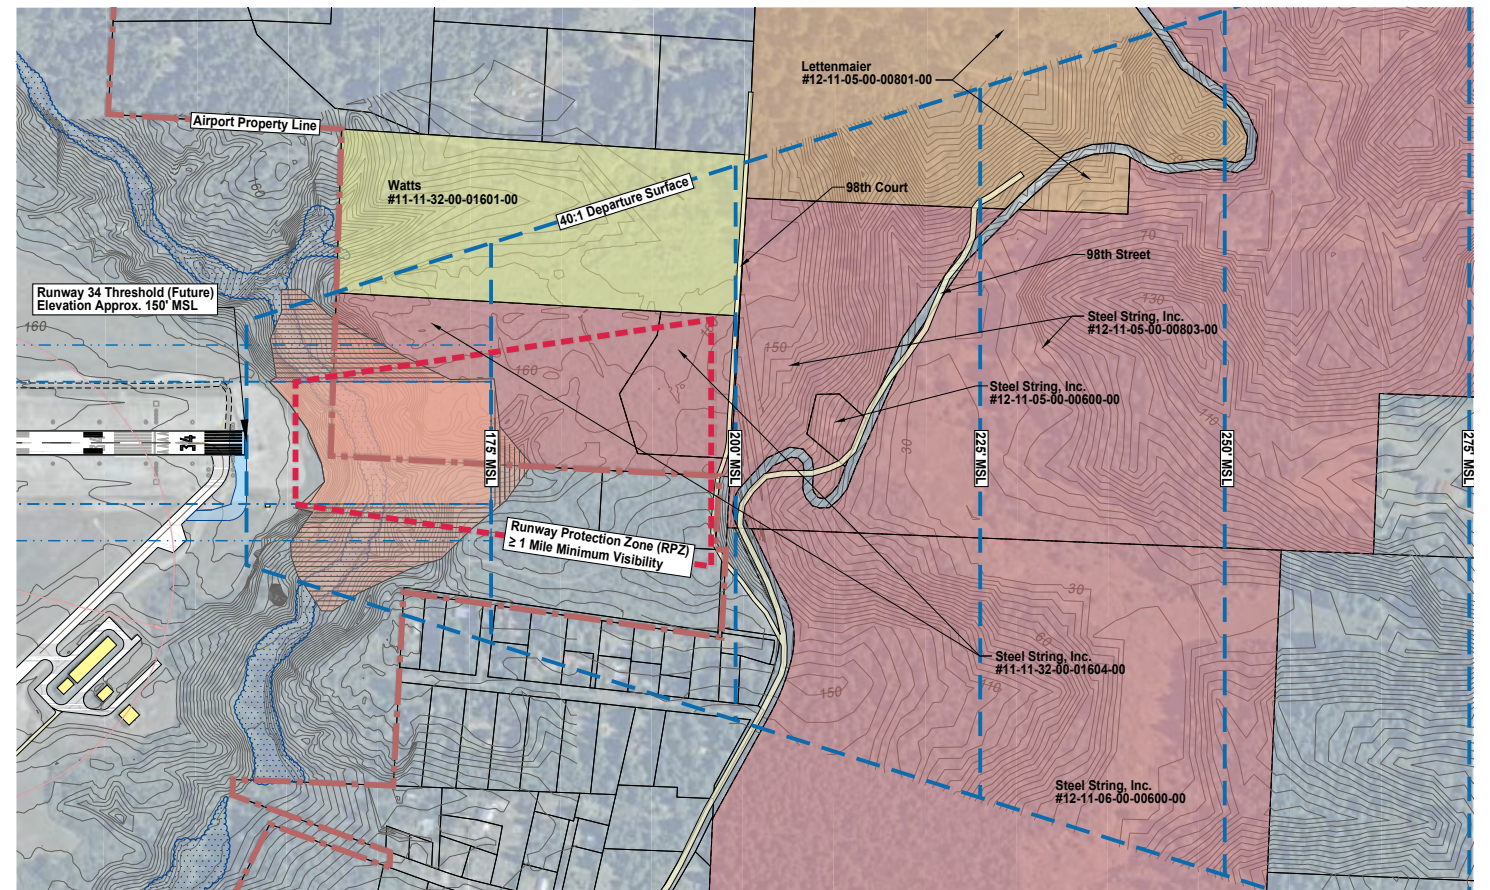 Lettenmaier
#12-11-05-00-00801-00
Airport Property Line
160
Watts
#11-11-32-00-01601-00
98th Court
40:1 Departure Surface
70
98th Street
Runway 34 Threshold (Future)
Elevation Approx. 150' MSL
160
130
Steel String, Inc.
#12-11-05-00-00803-00
150
160
160
Steel String, Inc.
#12-11-05-00-00600-00
110
34
175' MSL
200' MSL
30
225' MSL
250' MSL
275' MSL
Runway Protection Zone (RPZ)
≥ 1 Mile Minimum Visibility
30
60
Steel String, Inc.
#11-11-32-00-01604-00
110
150
Steel String, Inc.
#12-11-06-00-00600-00